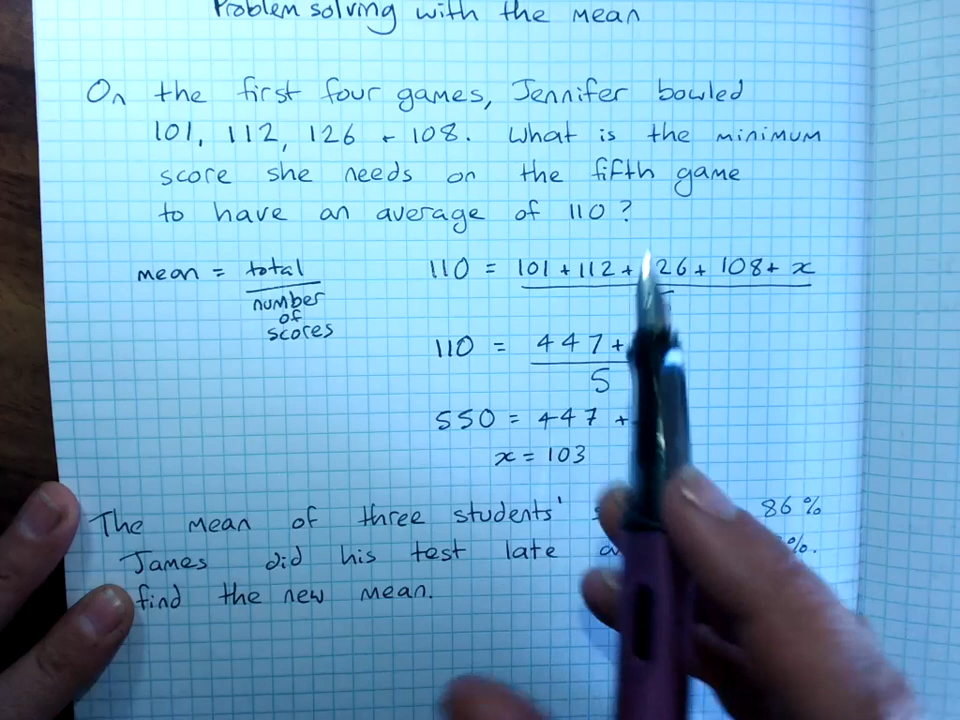 Problem solving with the mean
On the first four games, Jennifer bowled
101, 112, 126 + 108. What is the minimum
score she needs on the fifth game
to have an average of 110?
mean = total
number
of
scores
110 = 101 + 112 + 26 + 108 + x
110 = 447 +
5
550 = 447 +
x = 103
The mean of three students' 86%
James did his test late %.
find the new mean.